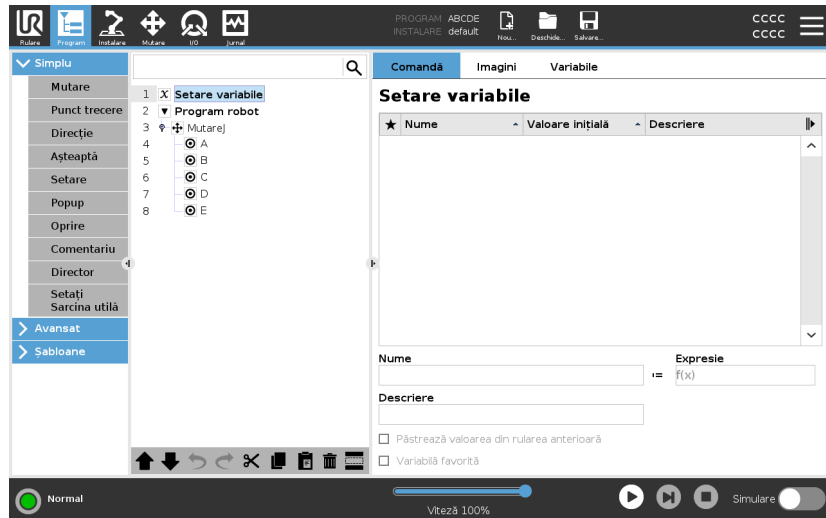 UR
PROGRAM ABCDE
INSTALARE default
CCCC
CCCC
Rulare Program Instalare Mutare I/O Jurnal Nou... Deschide... Salvare...
Simplu
Mutare
Punct trecere
Direcție
Așteaptă
Setare
Popup
Oprire
Comentariu
Director
Setați
Sarcina utilă
Avansat
Șabloane
1 X Setare variabile
2 Program robot
3 MutareJ
4 A
5 B
6 C
7 D
8 E
Comandă Imagini Variabile
Setare variabile
Nume Valoare inițială Descriere
Nume Expresie
:= f(x)
Descriere
Păstrează valoarea din rularea anterioară
Variabilă favorită
Normal
Viteză 100%
Simulare